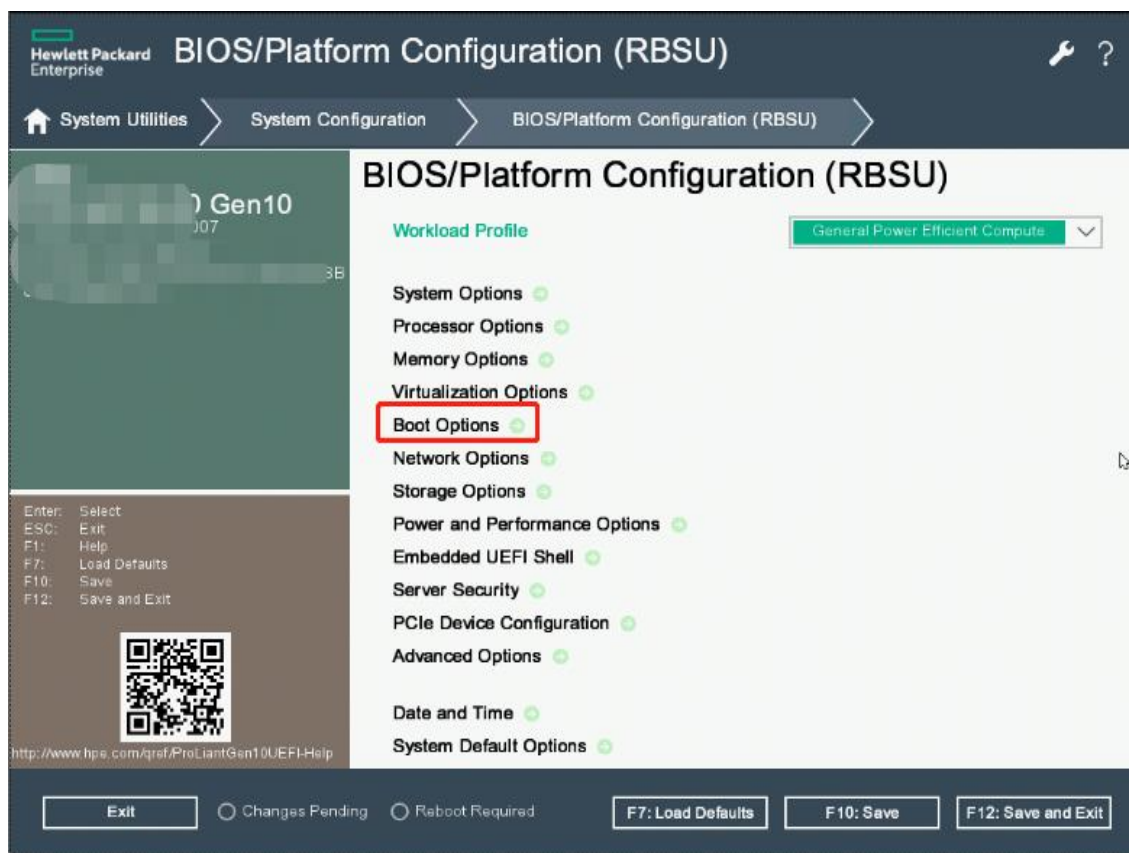 Hewlett Packard
Enterprise
BIOS/Platform Configuration (RBSU)
?
System Utilities
System Configuration
BIOS/Platform Configuration (RBSU)
Gen10
BIOS/Platform Configuration (RBSU)
Workload Profile
General Power Efficient Compute
System Options
Processor Options
Memory Options
Virtualization Options
Boot Options
Network Options
Storage Options
Power and Performance Options
Embedded UEFI Shell
Server Security
PCIe Device Configuration
Advanced Options
Date and Time
System Default Options
Enter: Select
ESC: Exit
F1: Help
F7: Load Defaults
F10: Save
F12: Save and Exit
http://www.hpe.com/qref/ProLiantGen10UEFI-Help
Exit
Changes Pending
Reboot Required
F7: Load Defaults
F10: Save
F12: Save and Exit